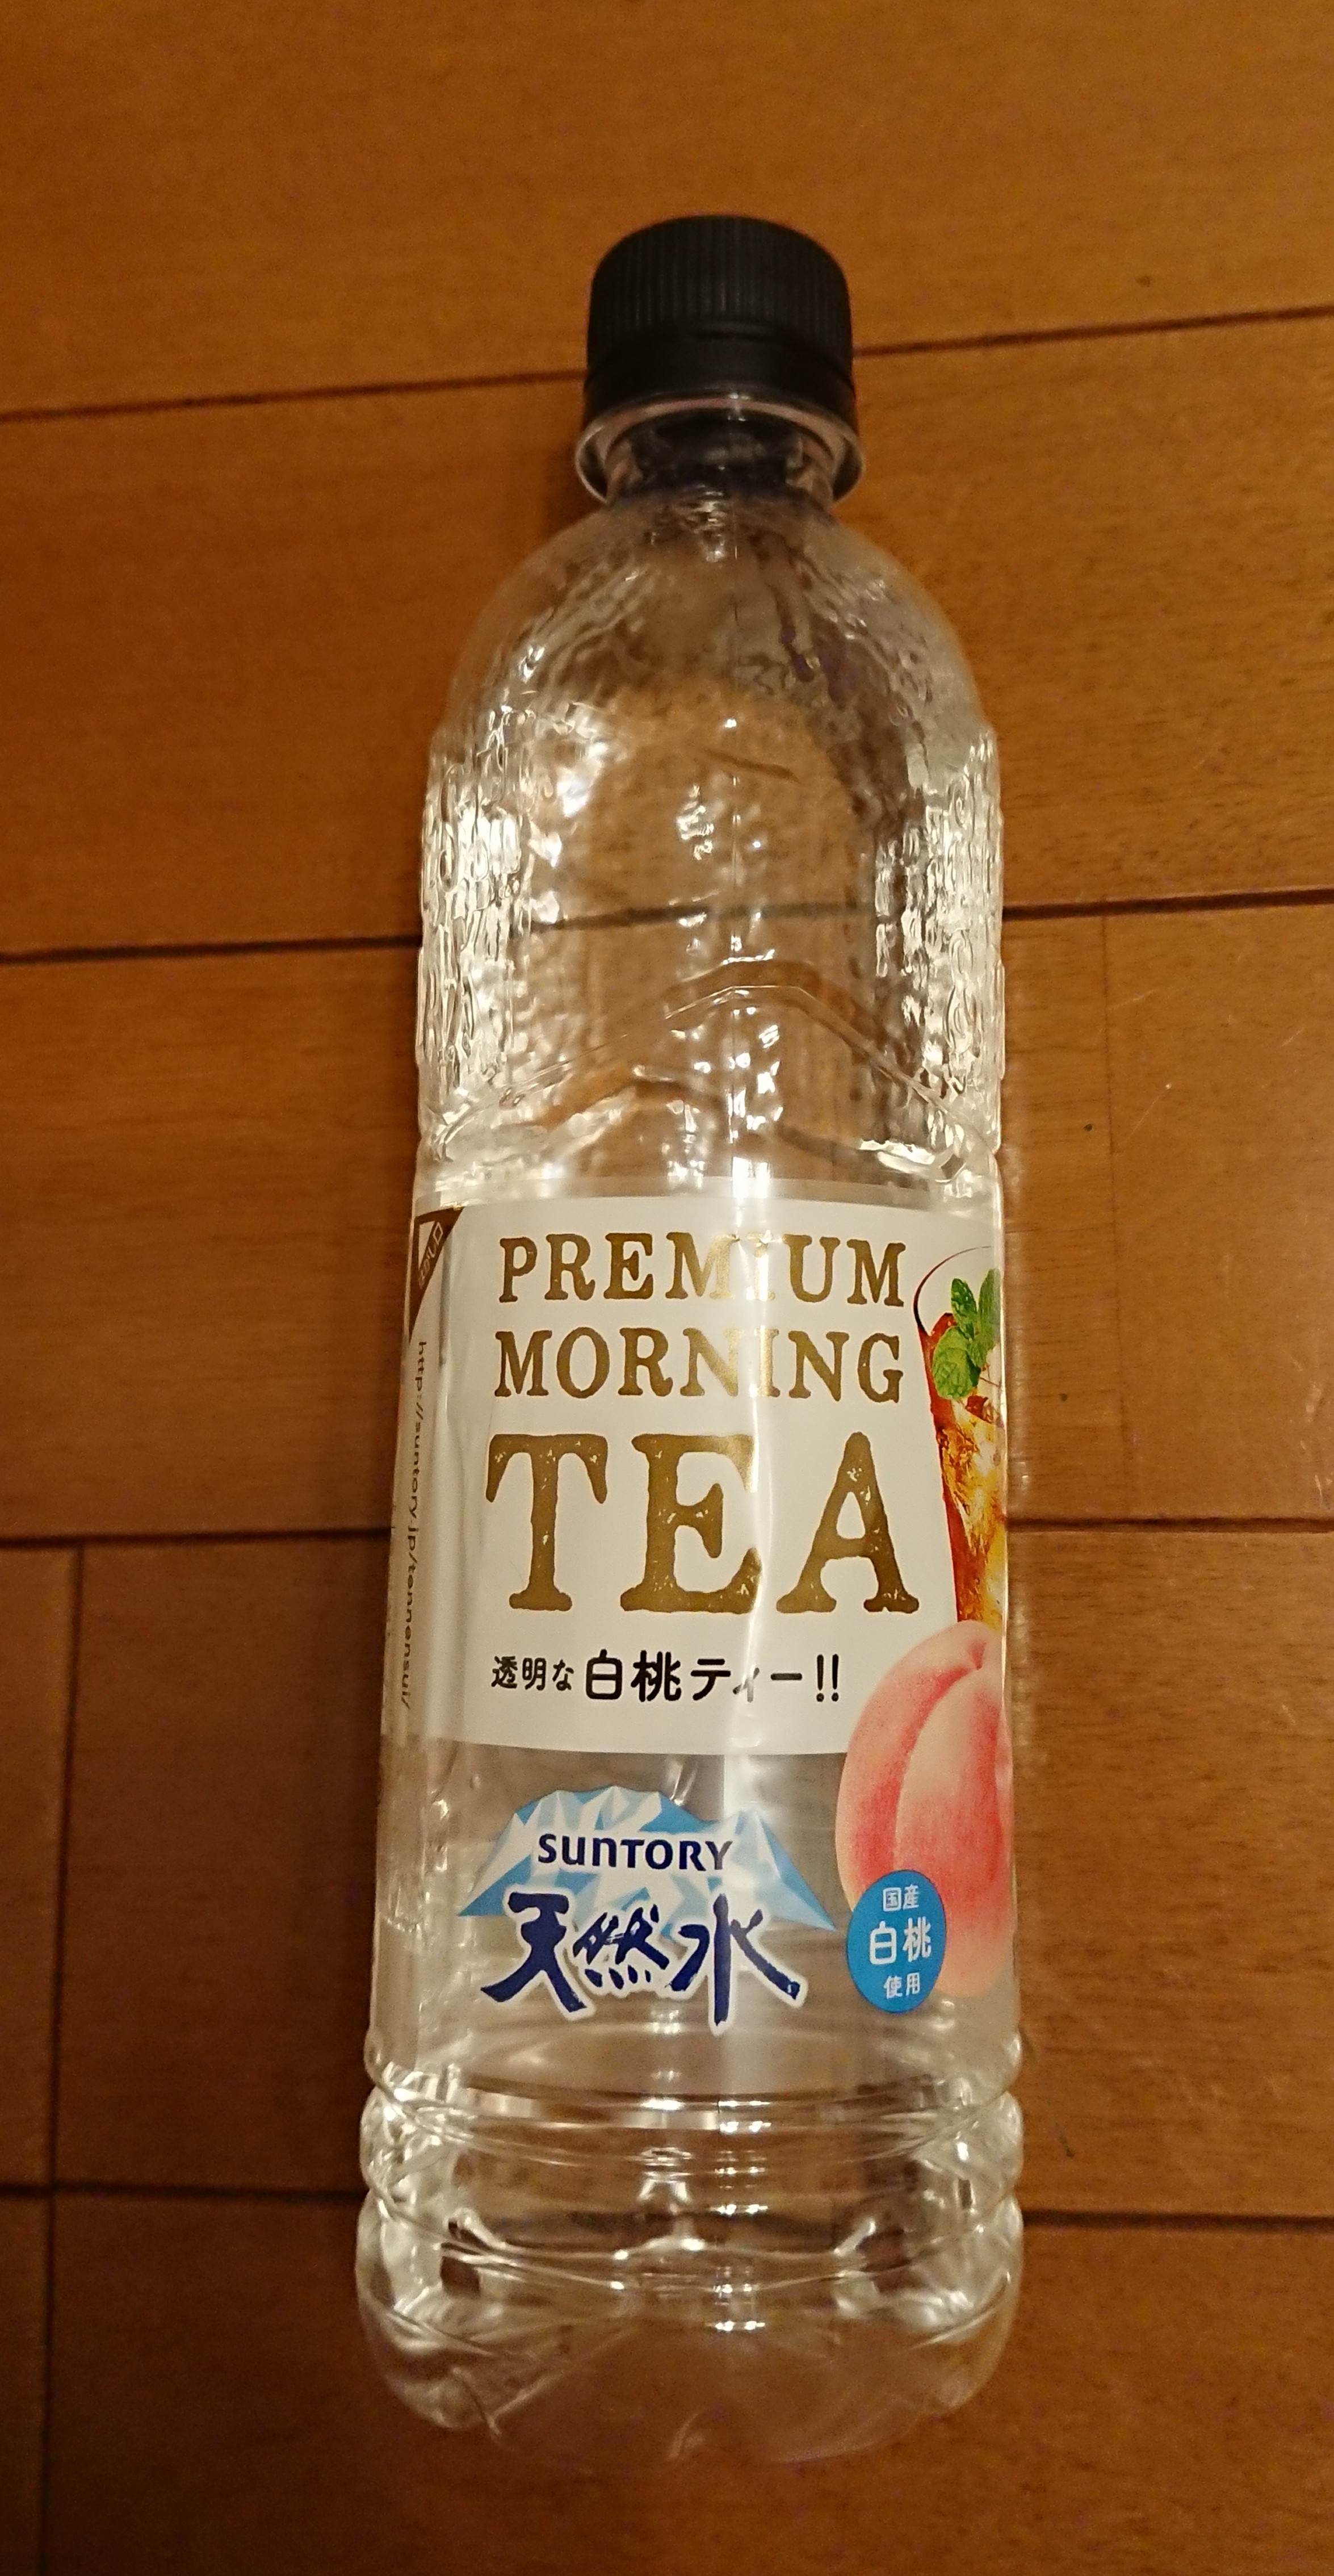 PREMIUM
MORNING
TEA
透明な白桃ティー!!
SUNTORY
天然水
国産
白桃
使用
http://suntory.jp/tennensui/